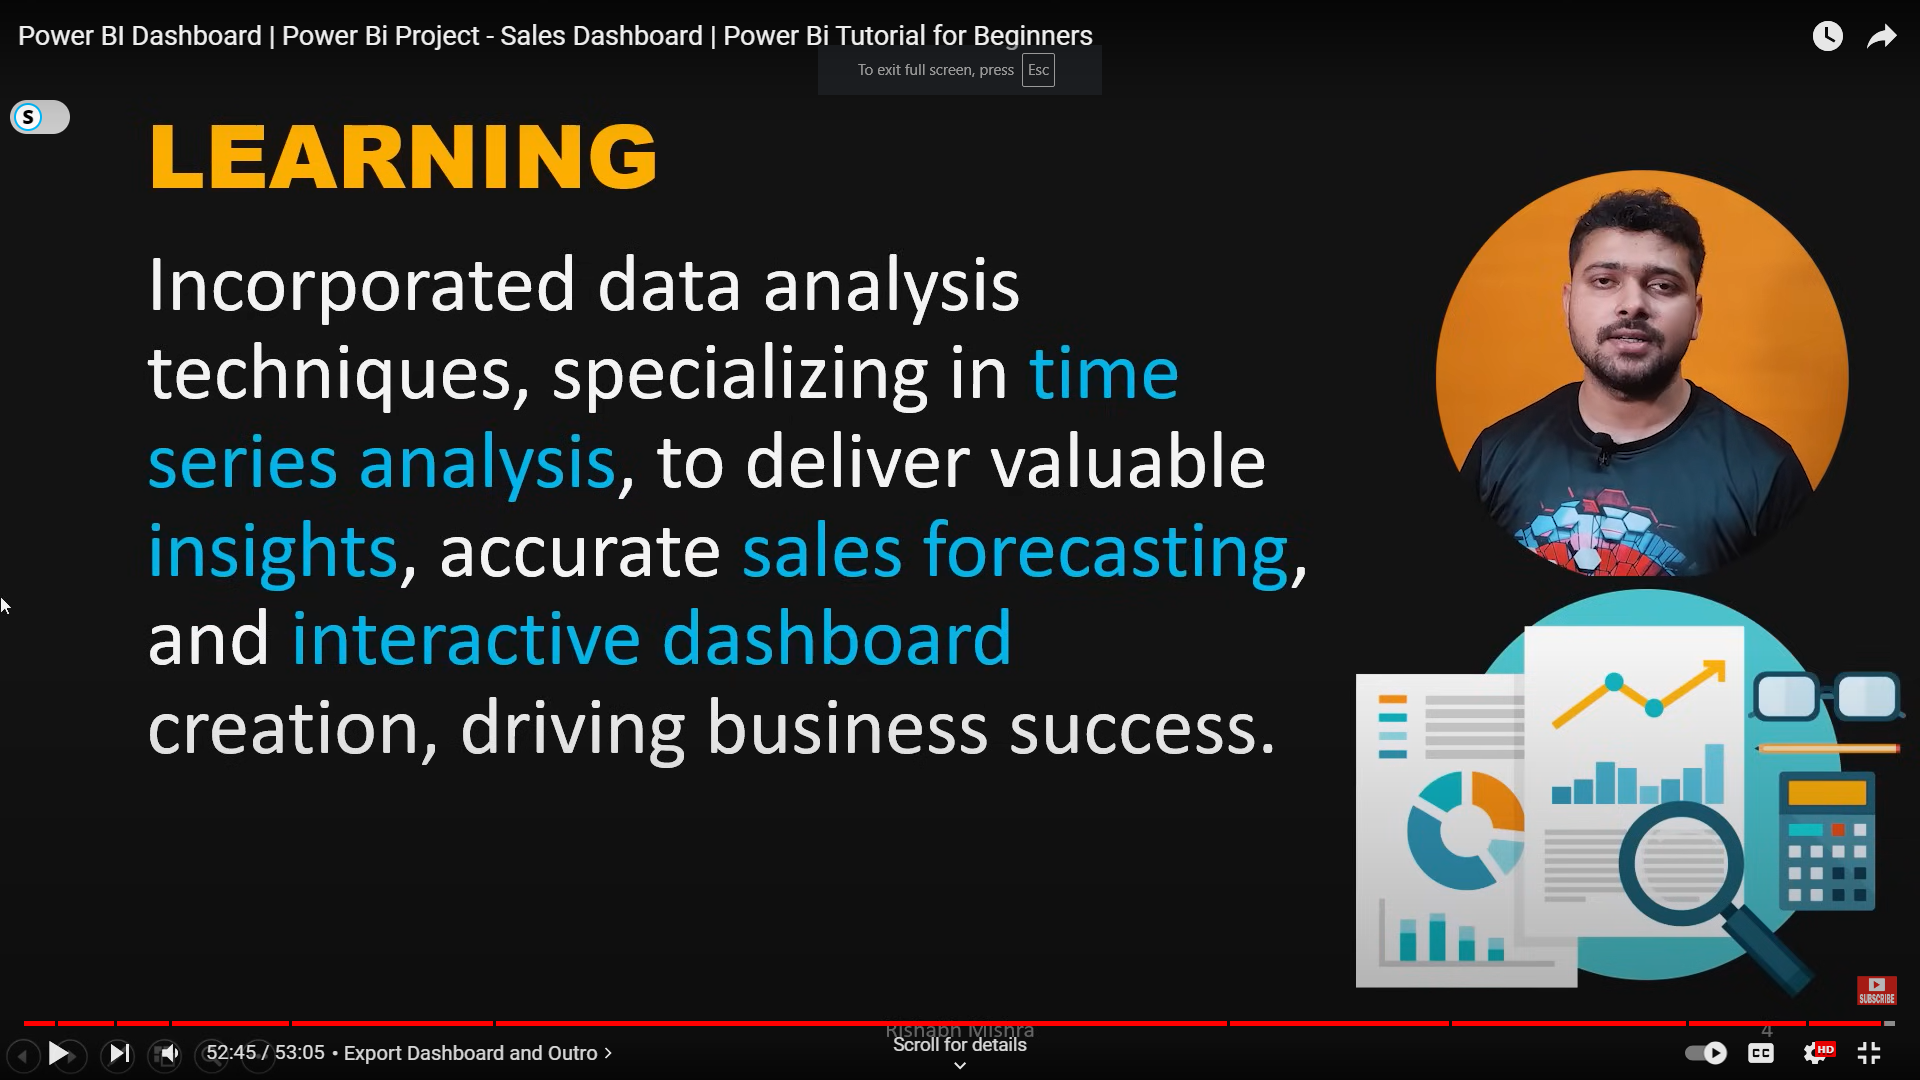 Power BI Dashboard | Power Bi Project - Sales Dashboard | Power Bi Tutorial for Beginners
To exit full screen, press Esc
S
LEARNING
Incorporated data analysis
techniques, specializing in time
series analysis, to deliver valuable
insights, accurate sales forecasting,
and interactive dashboard
creation, driving business success.
SUBSCRIBE
Rishabh Mishra
4
52:45 / 53:05 • Export Dashboard and Outro >
Scroll for details
CC
HD